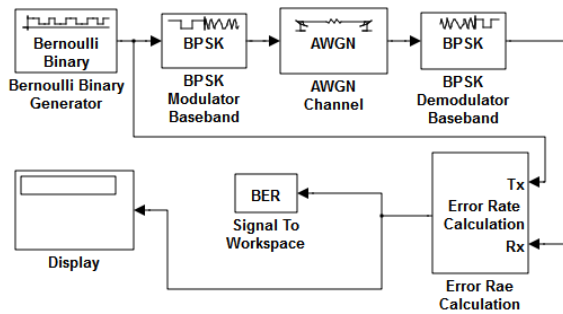 Bernoulli
Binary
Bernoulli Binary
Generator
BPSK
BPSK
Modulator
Baseband
AWGN
AWGN
Channel
BPSK
BPSK
Demodulator
Baseband
Tx
Error Rate
Calculation
Rx
Error Rae
Calculation
BER
Signal To
Workspace
Display